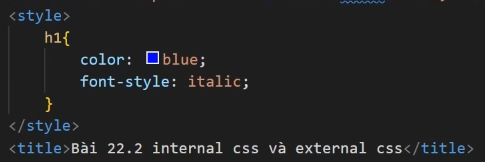 <style>
h1{
color: blue;
font-style: italic;
}
</style>
<title>Bài 22.2 internal css và external css</title>